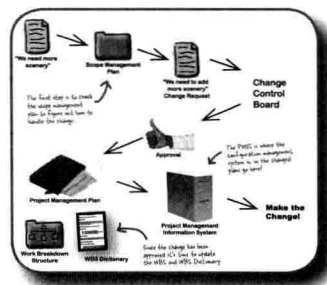 "We need
more scenery"
Scope Management
Plan
"We need to add
more scenery"
Change Request
Change
Control
Board
The first step is to check
the scope management
plan to figure out how to
handle the change.
Approval
The PMIS is where the
configuration management
system is so the changed
plans go here!
Project Management Plan
Project Management
Information System
Make the
Change!
Work Breakdown
Structure
WBS Dictionary
Since the change has been
approved it's time to update
the WBS and WBS Dictionary